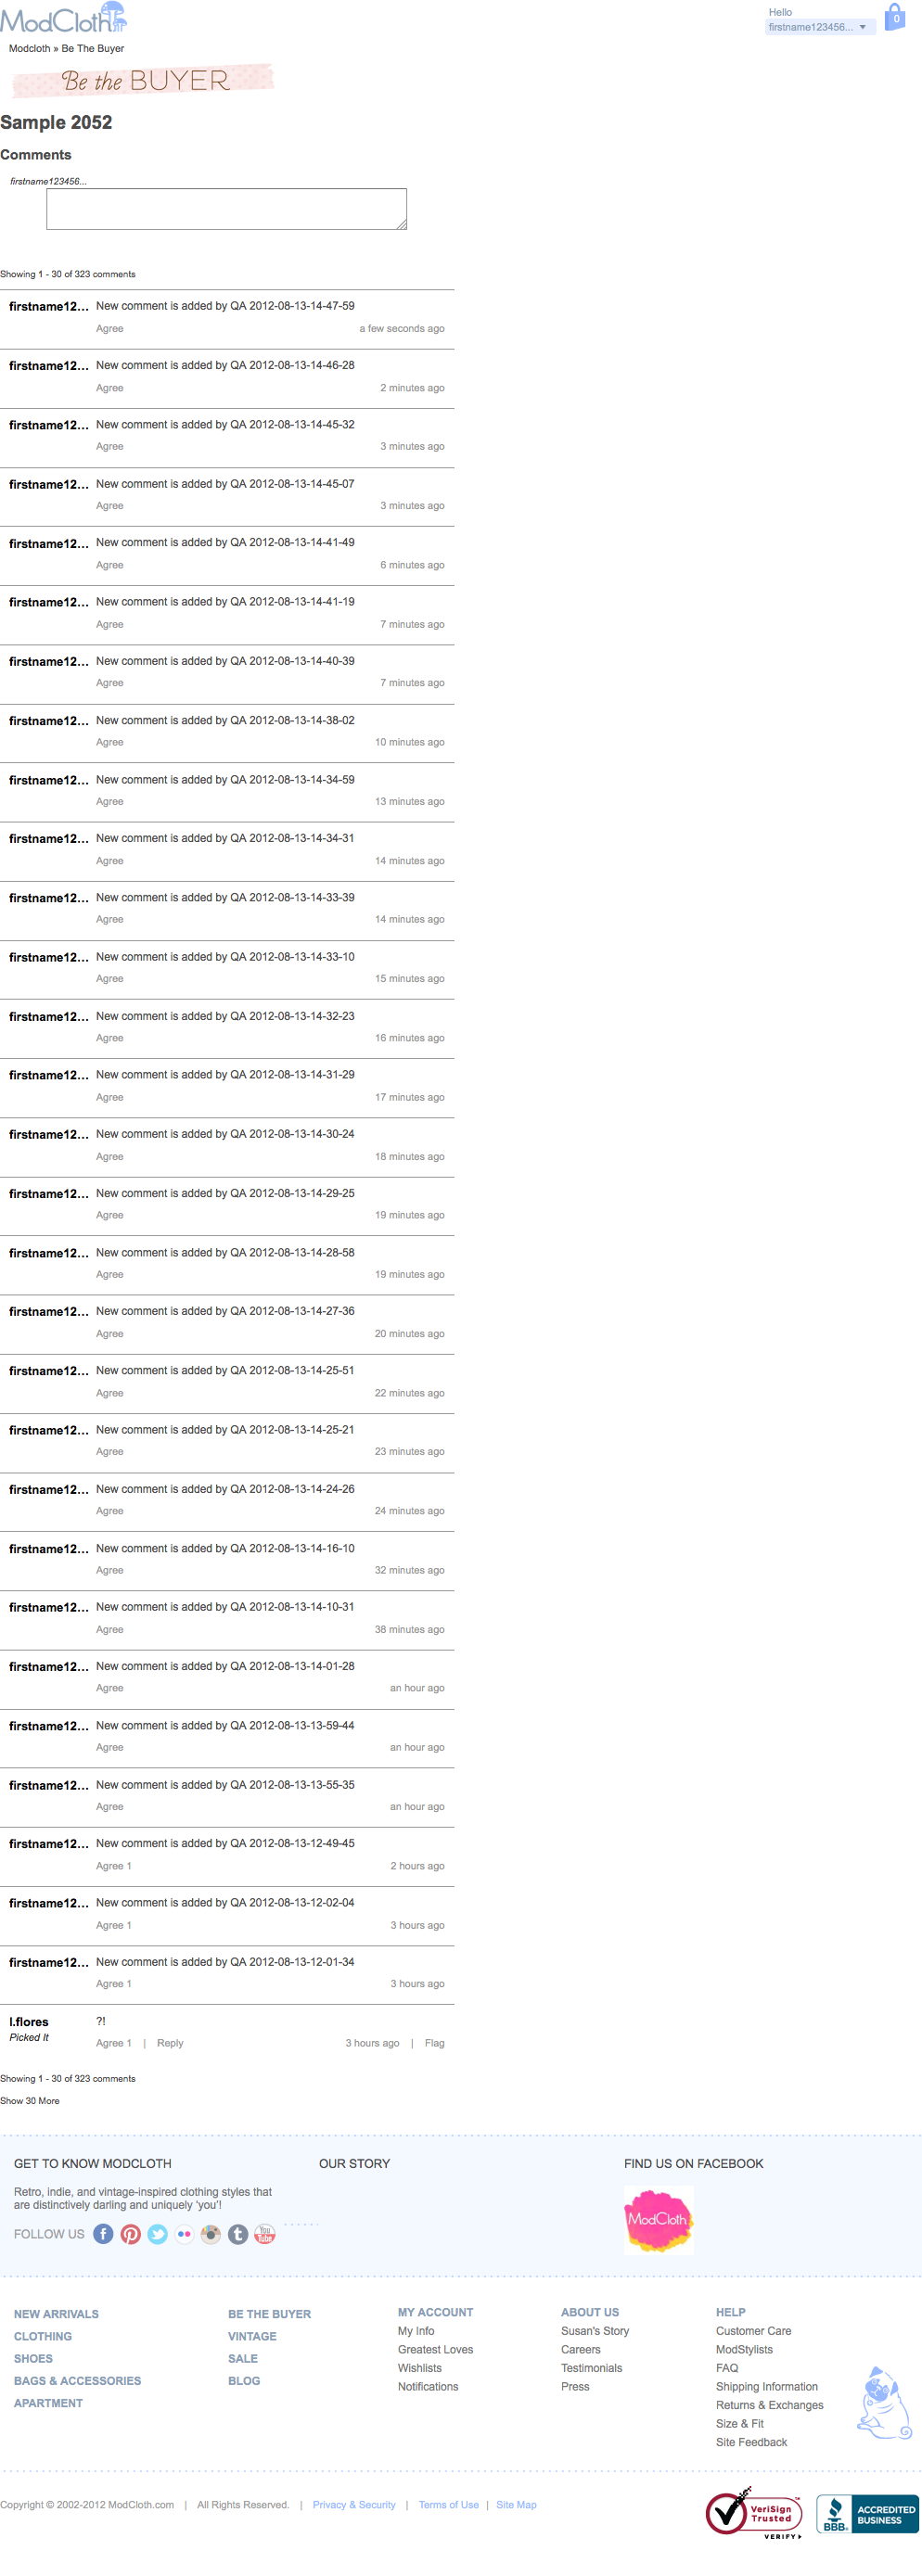 ModCloth
Hello
firstname123456...
0
Modcloth » Be The Buyer
Be the BUYER
Sample 2052
Comments
firstname123456...
Showing 1 - 30 of 323 comments
firstname12... New comment is added by QA 2012-08-13-14-47-59
Agree a few seconds ago
firstname12... New comment is added by QA 2012-08-13-14-46-28
Agree 2 minutes ago
firstname12... New comment is added by QA 2012-08-13-14-45-32
Agree 3 minutes ago
firstname12... New comment is added by QA 2012-08-13-14-45-07
Agree 3 minutes ago
firstname12... New comment is added by QA 2012-08-13-14-41-49
Agree 6 minutes ago
firstname12... New comment is added by QA 2012-08-13-14-41-19
Agree 7 minutes ago
firstname12... New comment is added by QA 2012-08-13-14-40-39
Agree 7 minutes ago
firstname12... New comment is added by QA 2012-08-13-14-38-02
Agree 10 minutes ago
firstname12... New comment is added by QA 2012-08-13-14-34-59
Agree 13 minutes ago
firstname12... New comment is added by QA 2012-08-13-14-34-31
Agree 14 minutes ago
firstname12... New comment is added by QA 2012-08-13-14-33-39
Agree 14 minutes ago
firstname12... New comment is added by QA 2012-08-13-14-33-10
Agree 15 minutes ago
firstname12... New comment is added by QA 2012-08-13-14-32-23
Agree 16 minutes ago
firstname12... New comment is added by QA 2012-08-13-14-31-29
Agree 17 minutes ago
firstname12... New comment is added by QA 2012-08-13-14-30-24
Agree 18 minutes ago
firstname12... New comment is added by QA 2012-08-13-14-29-25
Agree 19 minutes ago
firstname12... New comment is added by QA 2012-08-13-14-28-58
Agree 19 minutes ago
firstname12... New comment is added by QA 2012-08-13-14-27-36
Agree 20 minutes ago
firstname12... New comment is added by QA 2012-08-13-14-25-51
Agree 22 minutes ago
firstname12... New comment is added by QA 2012-08-13-14-25-21
Agree 23 minutes ago
firstname12... New comment is added by QA 2012-08-13-14-24-26
Agree 24 minutes ago
firstname12... New comment is added by QA 2012-08-13-14-16-10
Agree 32 minutes ago
firstname12... New comment is added by QA 2012-08-13-14-10-31
Agree 38 minutes ago
firstname12... New comment is added by QA 2012-08-13-14-01-28
Agree an hour ago
firstname12... New comment is added by QA 2012-08-13-13-59-44
Agree an hour ago
firstname12... New comment is added by QA 2012-08-13-13-55-35
Agree an hour ago
firstname12... New comment is added by QA 2012-08-13-12-49-45
Agree 1 2 hours ago
firstname12... New comment is added by QA 2012-08-13-12-02-04
Agree 1 3 hours ago
firstname12... New comment is added by QA 2012-08-13-12-01-34
Agree 1 3 hours ago
l.flores ?!
Picked It
Agree 1 | Reply 3 hours ago | Flag
Showing 1 - 30 of 323 comments
Show 30 More
GET TO KNOW MODCLOTH
Retro, indie, and vintage-inspired clothing styles that
are distinctively darling and uniquely 'you'!
FOLLOW US
You Tube
OUR STORY
FIND US ON FACEBOOK
ModCloth
NEW ARRIVALS
CLOTHING
SHOES
BAGS & ACCESSORIES
APARTMENT
BE THE BUYER
VINTAGE
SALE
BLOG
MY ACCOUNT
My Info
Greatest Loves
Wishlists
Notifications
ABOUT US
Susan's Story
Careers
Testimonials
Press
HELP
Customer Care
ModStylists
FAQ
Shipping Information
Returns & Exchanges
Size & Fit
Site Feedback
Copyright © 2002-2012 ModCloth.com | All Rights Reserved. | Privacy & Security | Terms of Use | Site Map
VeriSign
Trusted
VERIFY
BBB.
ACCREDITED
BUSINESS